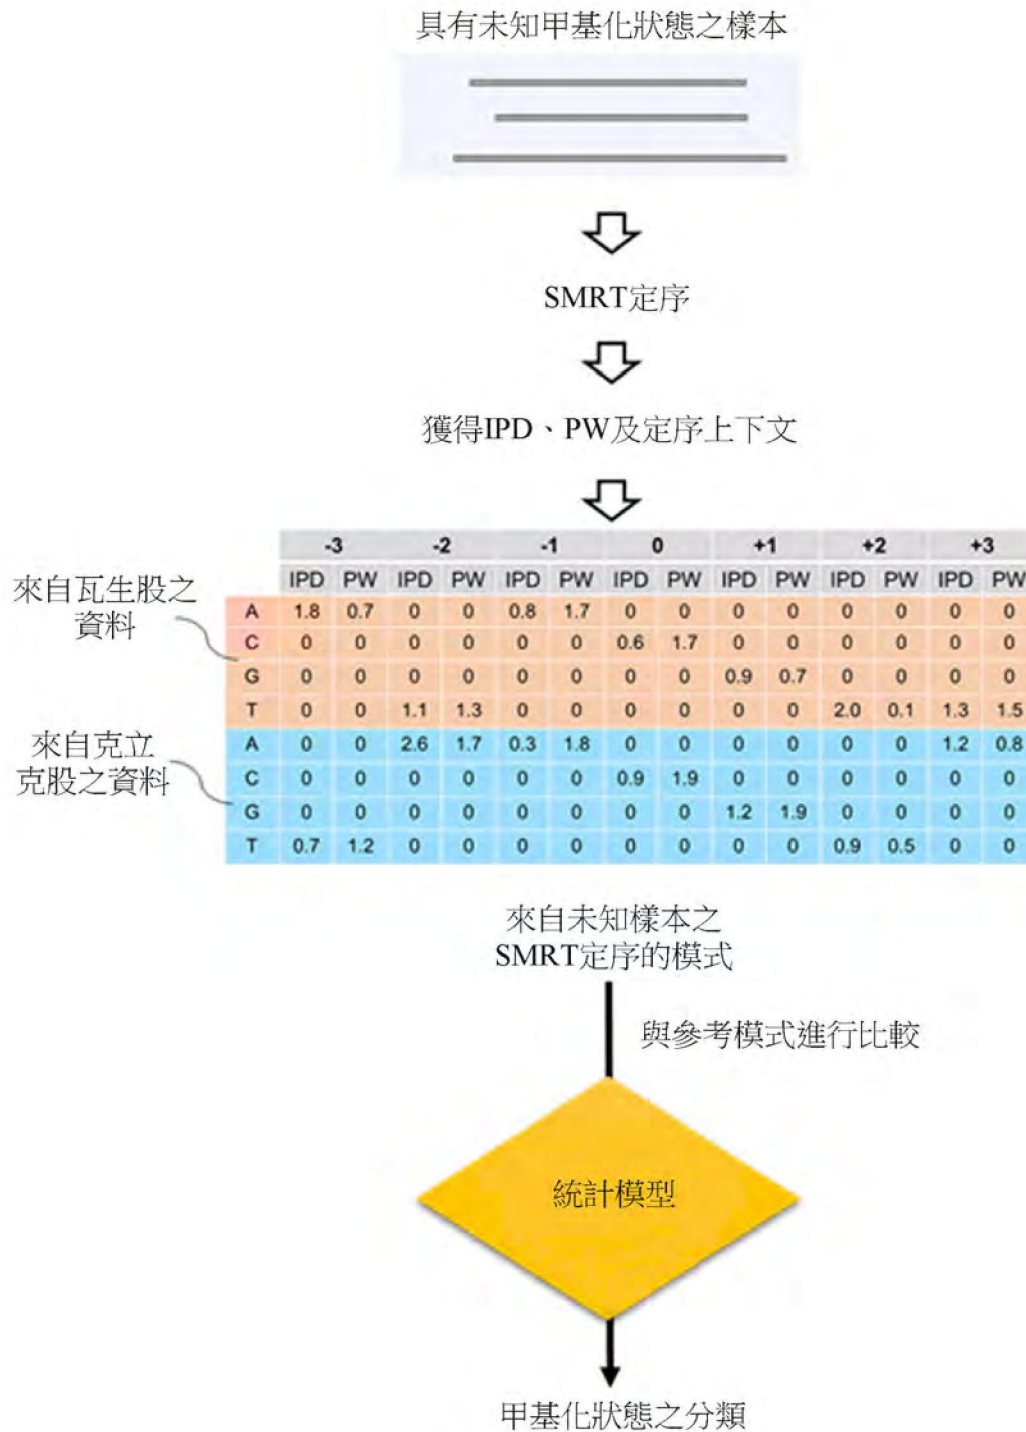 具有未知甲基化狀態之樣本
SMRT定序
獲得IPD、PW及定序上下文
-3 -2 -1 0 +1 +2 +3
IPD PW IPD PW IPD PW IPD PW IPD PW IPD PW IPD PW
來自瓦生股之
資料
A 1.8 0.7 0 0 0.8 1.7 0 0 0 0 0 0 0 0
C 0 0 0 0 0 0 0.6 1.7 0 0 0 0 0 0
G 0 0 0 0 0 0 0 0 0.9 0.7 0 0 0 0
T 0 0 1.1 1.3 0 0 0 0 0 0 2.0 0.1 1.3 1.5
來自克立
克股之資料
A 0 0 2.6 1.7 0.3 1.8 0 0 0 0 0 0 1.2 0.8
C 0 0 0 0 0 0 0.9 1.9 0 0 0 0 0 0
G 0 0 0 0 0 0 0 0 1.2 1.9 0 0 0 0
T 0.7 1.2 0 0 0 0 0 0 0 0 0.9 0.5 0 0
來自未知樣本之
SMRT定序的模式
與參考模式進行比較
統計模型
甲基化狀態之分類